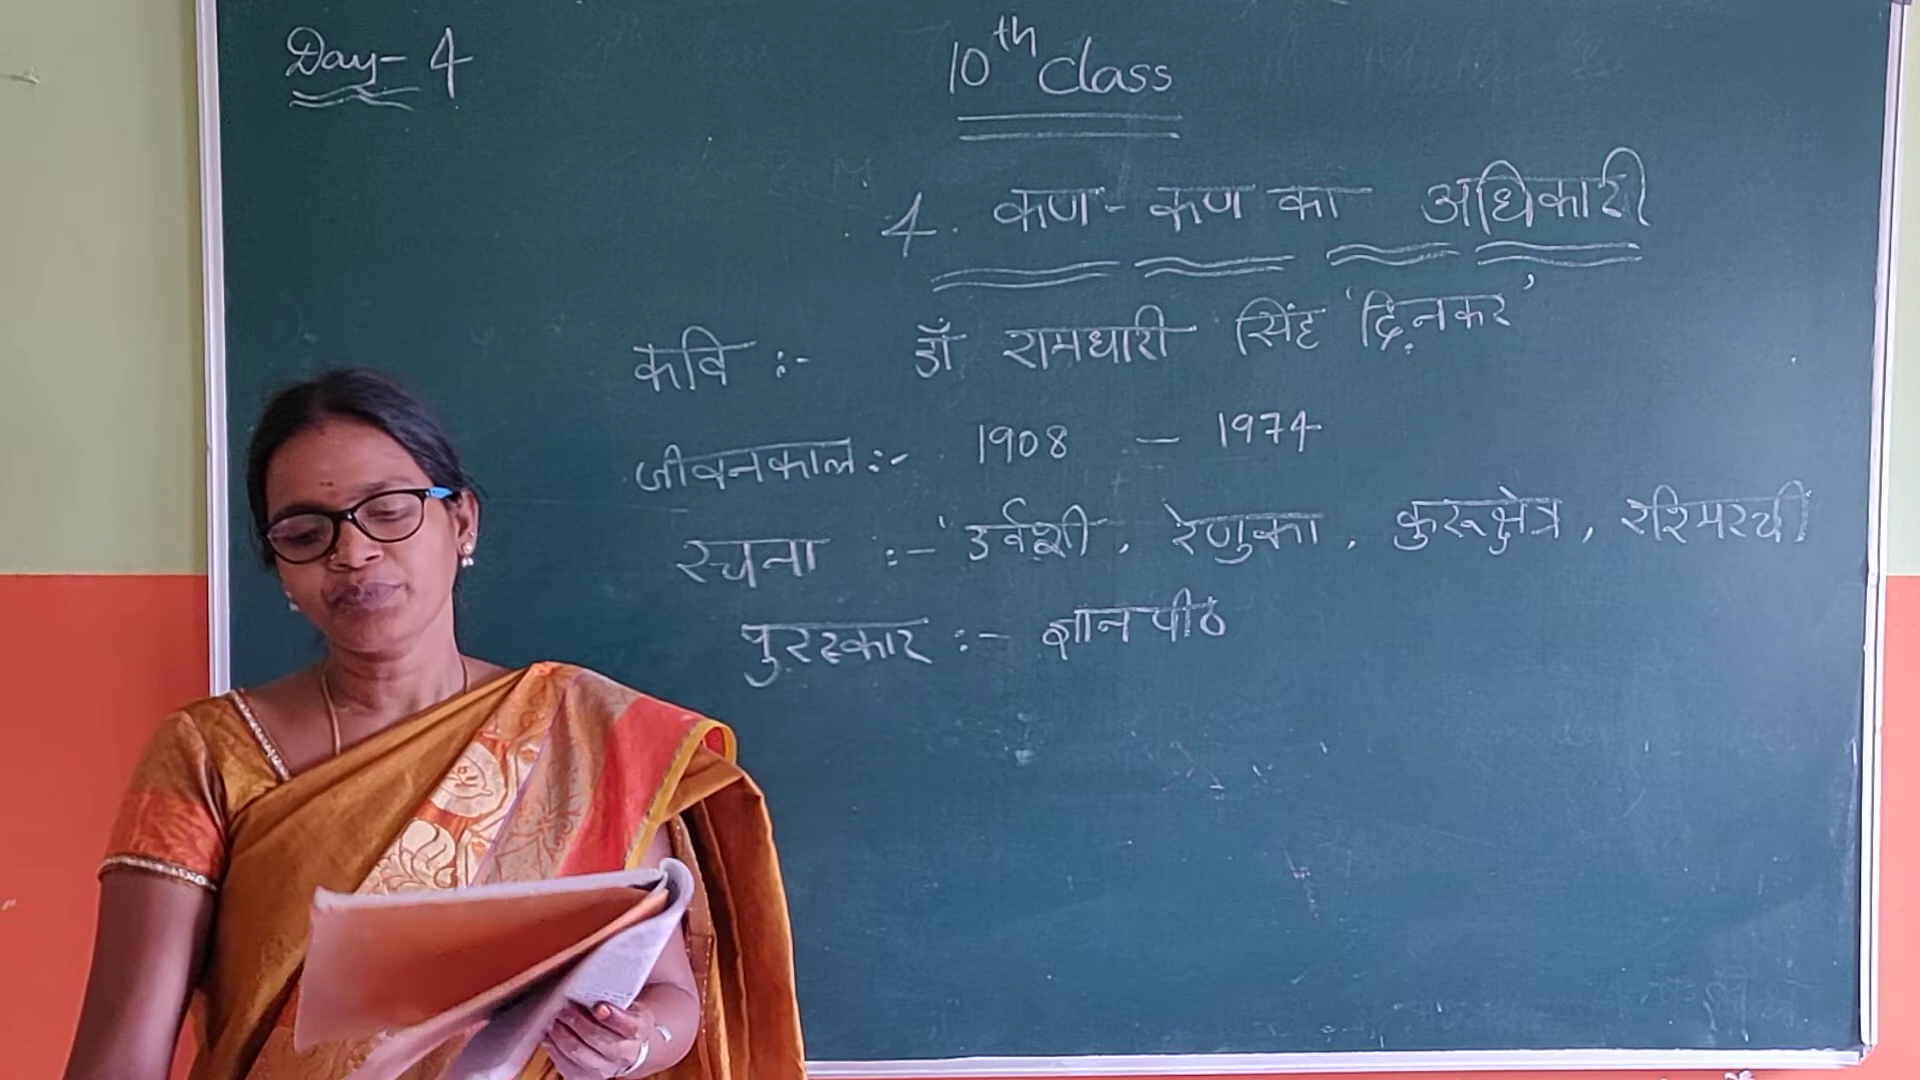 Day- 4
10th class
4. कण- कण का अधिकारी
कवि :- डॉ रामधारी सिंह 'दिनकर'
जीवनकाल :- 1908 - 1974
रचना :- 'उर्वशी, रेणुका, कुरूक्षेत्र, रश्मिरथी
पुरस्कार :- ज्ञानपीठ